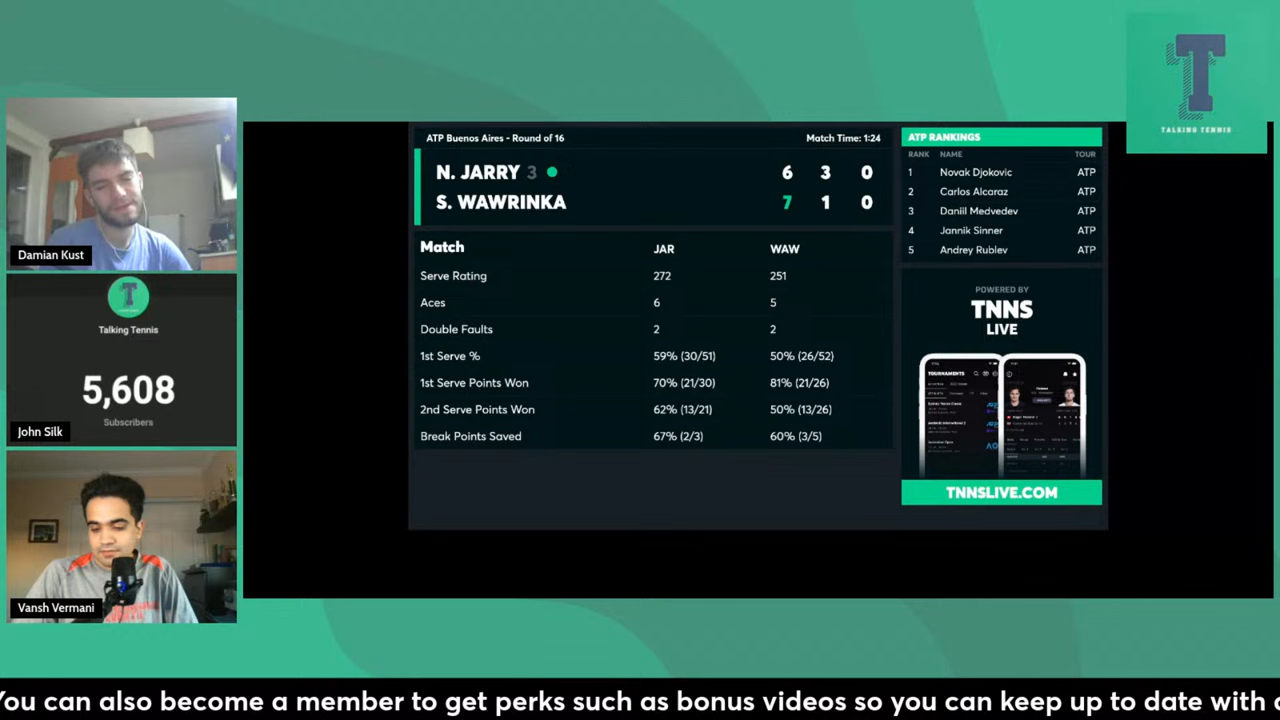 T
TALKING TENNIS
Damian Kust
Talking Tennis
5,608
Subscribers
John Silk
Vansh Vermani
ATP Buenos Aires - Round of 16
Match Time: 1:24
N. JARRY 3 6 3 0
S. WAWRINKA 7 1 0
Match JAR WAW
Serve Rating 272 251
Aces 6 5
Double Faults 2 2
1st Serve % 59% (30/51) 50% (26/52)
1st Serve Points Won 70% (21/30) 81% (21/26)
2nd Serve Points Won 62% (13/21) 50% (13/26)
Break Points Saved 67% (2/3) 60% (3/5)
ATP RANKINGS
RANK NAME TOUR
1 Novak Djokovic ATP
2 Carlos Alcaraz ATP
3 Daniil Medvedev ATP
4 Jannik Sinner ATP
5 Andrey Rublev ATP
POWERED BY
TNNS
LIVE
TOURNAMENTS
TNNSLIVE.COM
You can also become a member to get perks such as bonus videos so you can keep up to date with